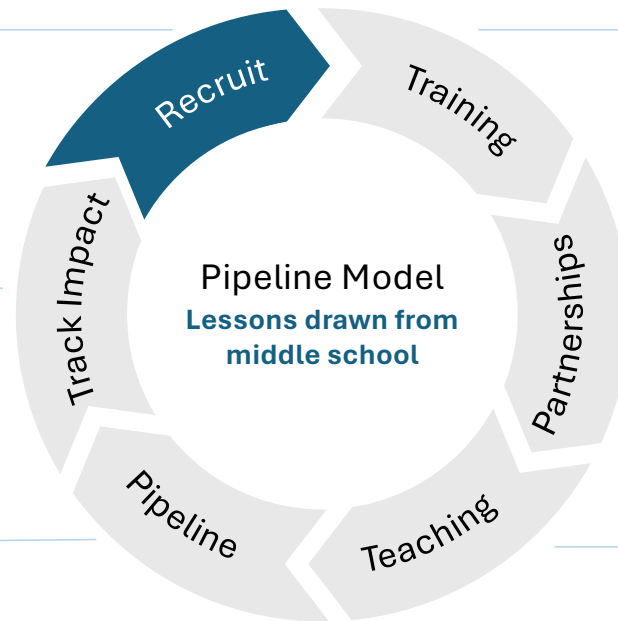 Recruit
Training
Partnerships
Teaching
Pipeline
Track Impact
Pipeline Model
Lessons drawn from
middle school